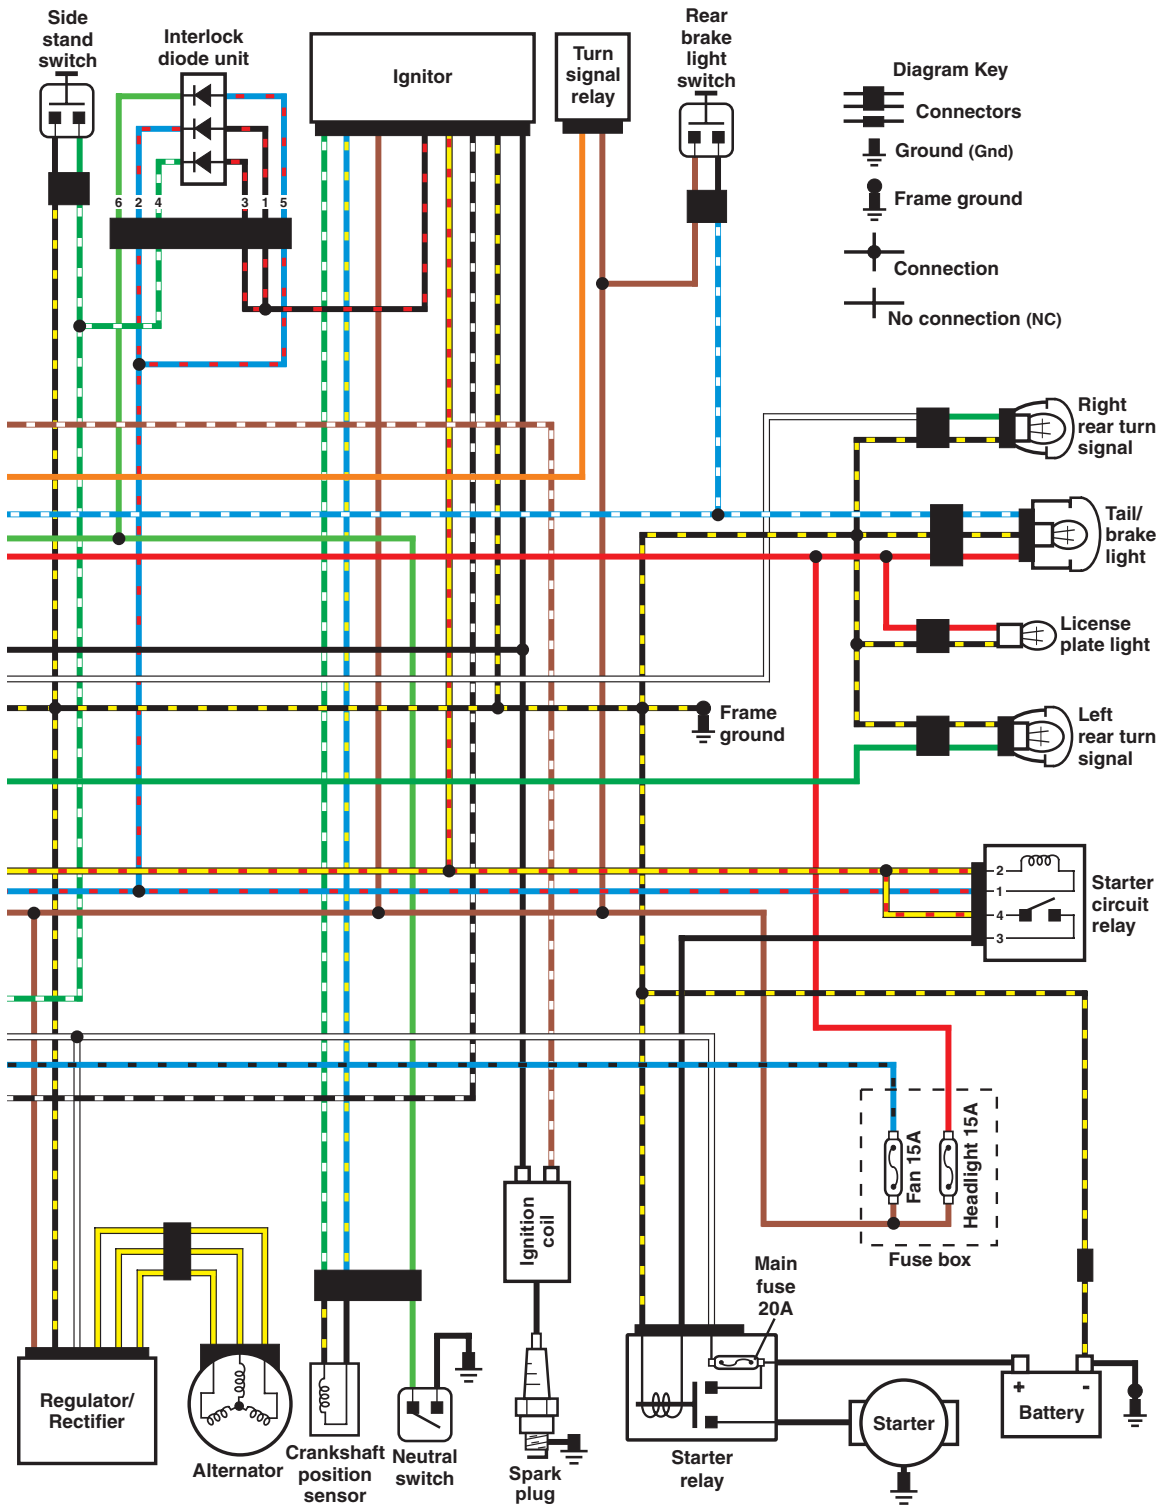 Side
stand
switch
Interlock
diode unit
Ignitor
Turn
signal
relay
Rear
brake
light
switch
Diagram Key
Connectors
Ground (Gnd)
Frame ground
Connection
No connection (NC)
6 2 4 3 1 5
Right
rear turn
signal
Tail/
brake
light
License
plate light
Frame
ground
Left
rear turn
signal
2
1
4
3
Starter
circuit
relay
Fan 15A
Headlight 15A
Fuse box
Ignition
coil
Main
fuse
20A
Regulator/
Rectifier
Alternator
Crankshaft
position
sensor
Neutral
switch
Spark
plug
Starter
relay
Starter
+ -
Battery